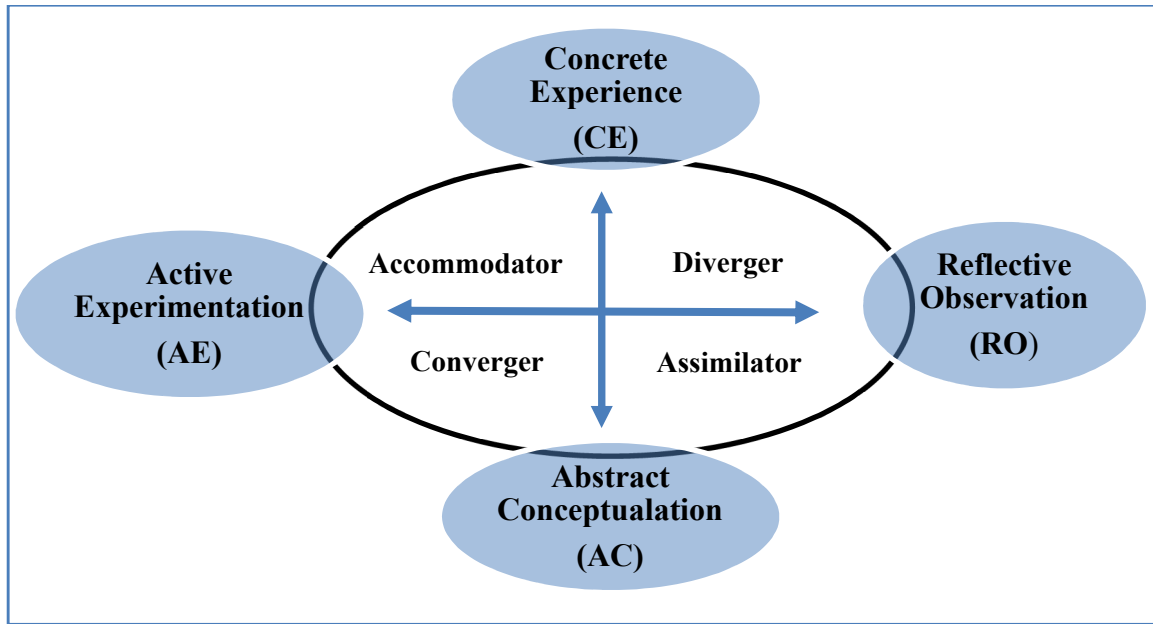 Concrete
Experience
(CE)
Active
Experimentation
(AE)
Accommodator
Diverger
Reflective
Observation
(RO)
Converger
Assimilator
Abstract
Conceptualation
(AC)